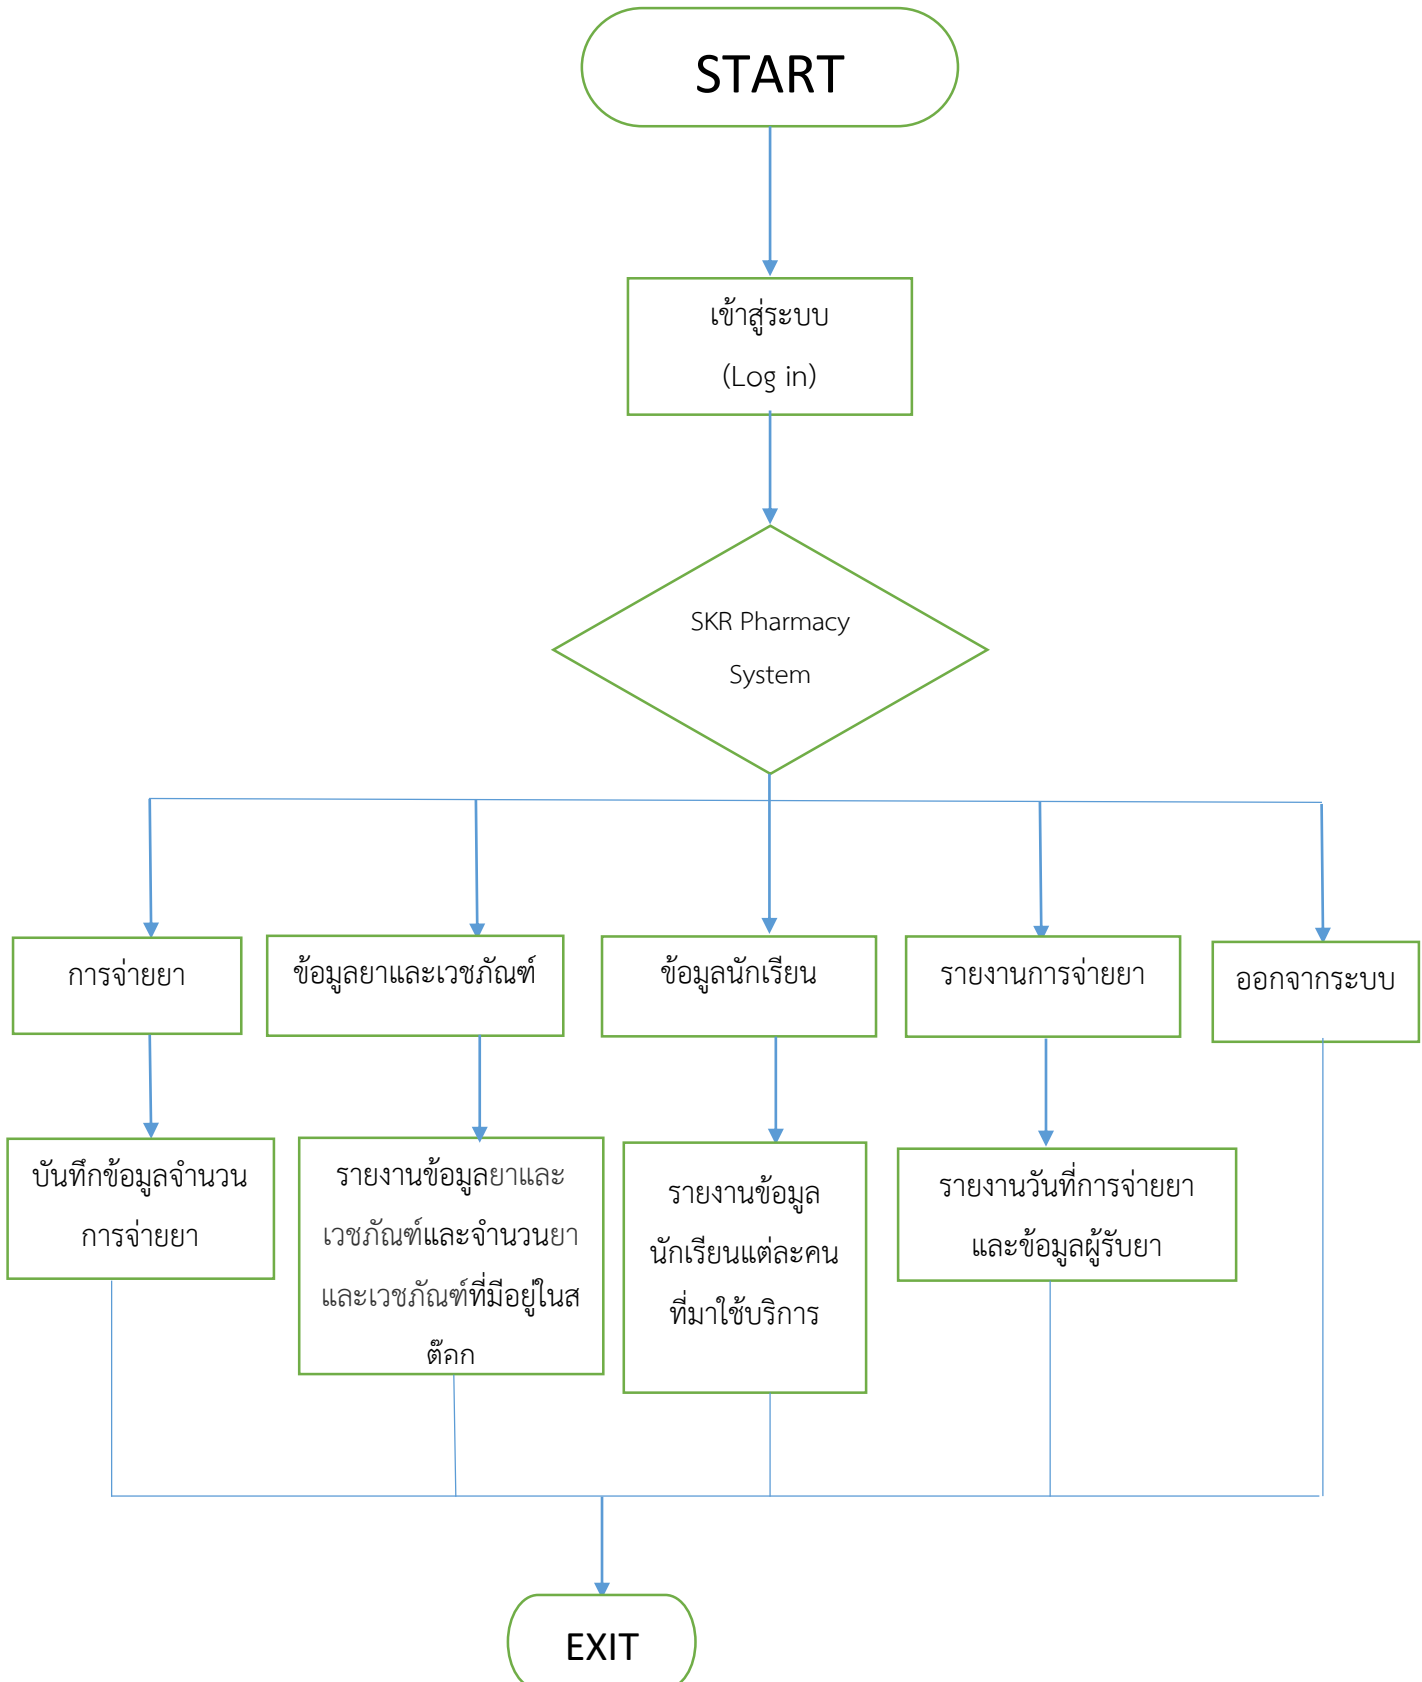 START
เข้าสู่ระบบ
(Log in)
SKR Pharmacy
System
การจ่ายยา
ข้อมูลยาและเวชภัณฑ์
ข้อมูลนักเรียน
รายงานการจ่ายยา
ออกจากระบบ
บันทึกข้อมูลจำนวน
การจ่ายยา
รายงานข้อมูลยาและ
เวชภัณฑ์และจำนวนยา
และเวชภัณฑ์ที่มีอยู่ในส
ต๊อก
รายงานข้อมูล
นักเรียนแต่ละคน
ที่มาใช้บริการ
รายงานวันที่การจ่ายยา
และข้อมูลผู้รับยา
EXIT